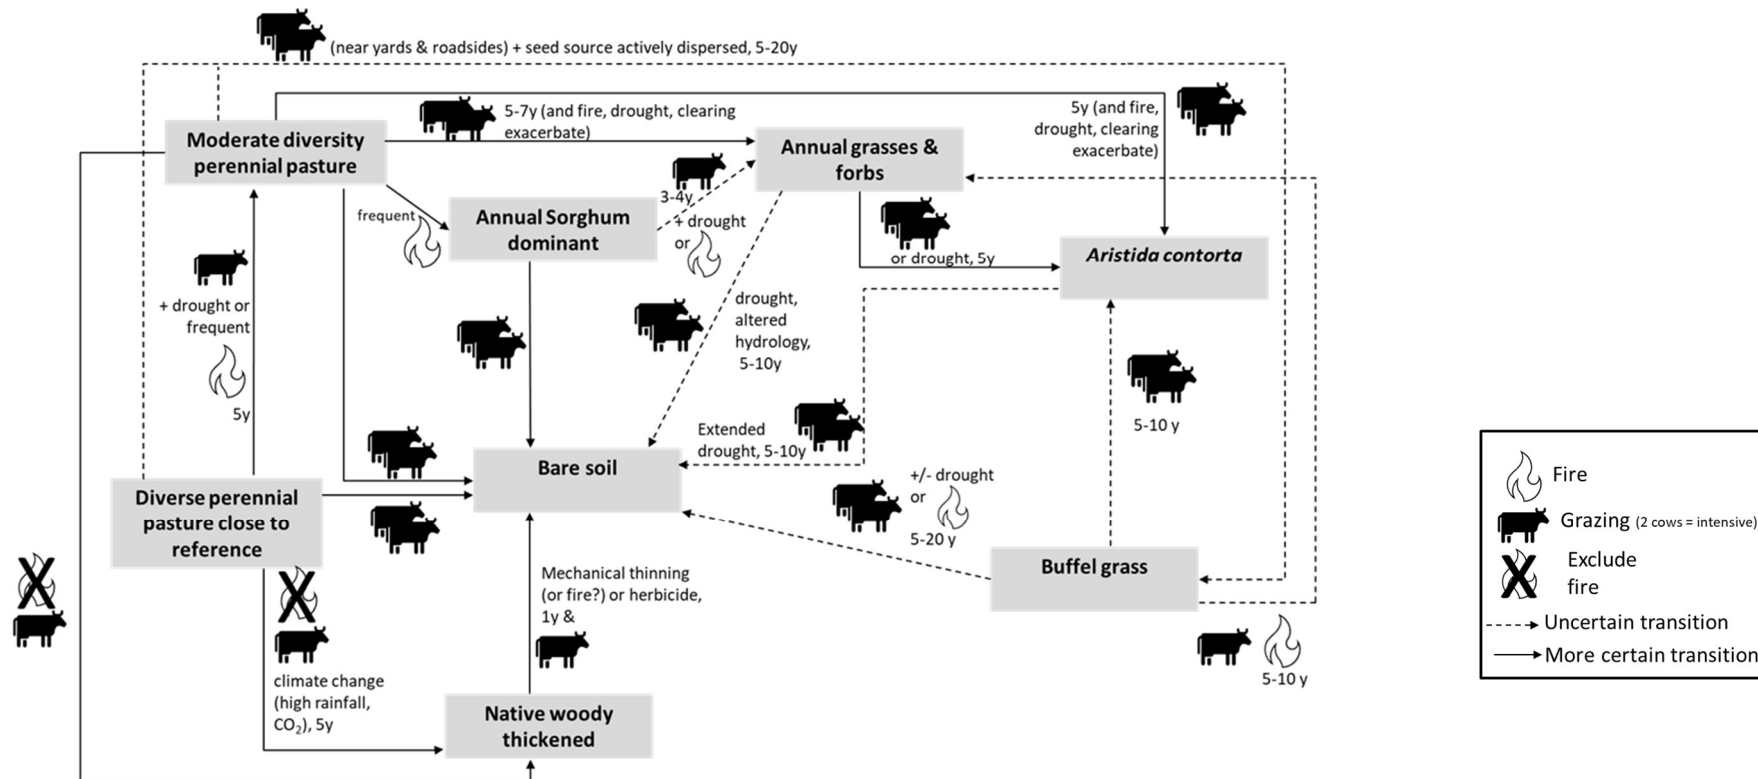 (near yards & roadsides) + seed source actively dispersed, 5-20y
5-7y (and fire, drought, clearing
exacerbate)
5y (and fire,
drought, clearing
exacerbate)
Moderate diversity
perennial pasture
Annual grasses &
forbs
frequent
Annual Sorghum
dominant
3-4y
+ drought
or
or drought, 5y
Aristida contorta
+ drought or
frequent
5y
drought,
altered
hydrology,
5-10y
Extended
drought, 5-10y
5-10 y
Bare soil
+/- drought
or
5-20 y
Diverse perennial
pasture close to
reference
Buffel grass
5-10 y
Mechanical thinning
(or fire?) or herbicide,
1y &
climate change
(high rainfall,
CO₂), 5y
Native woody
thickened
Fire
Grazing (2 cows = intensive)
Exclude
fire
Uncertain transition
More certain transition